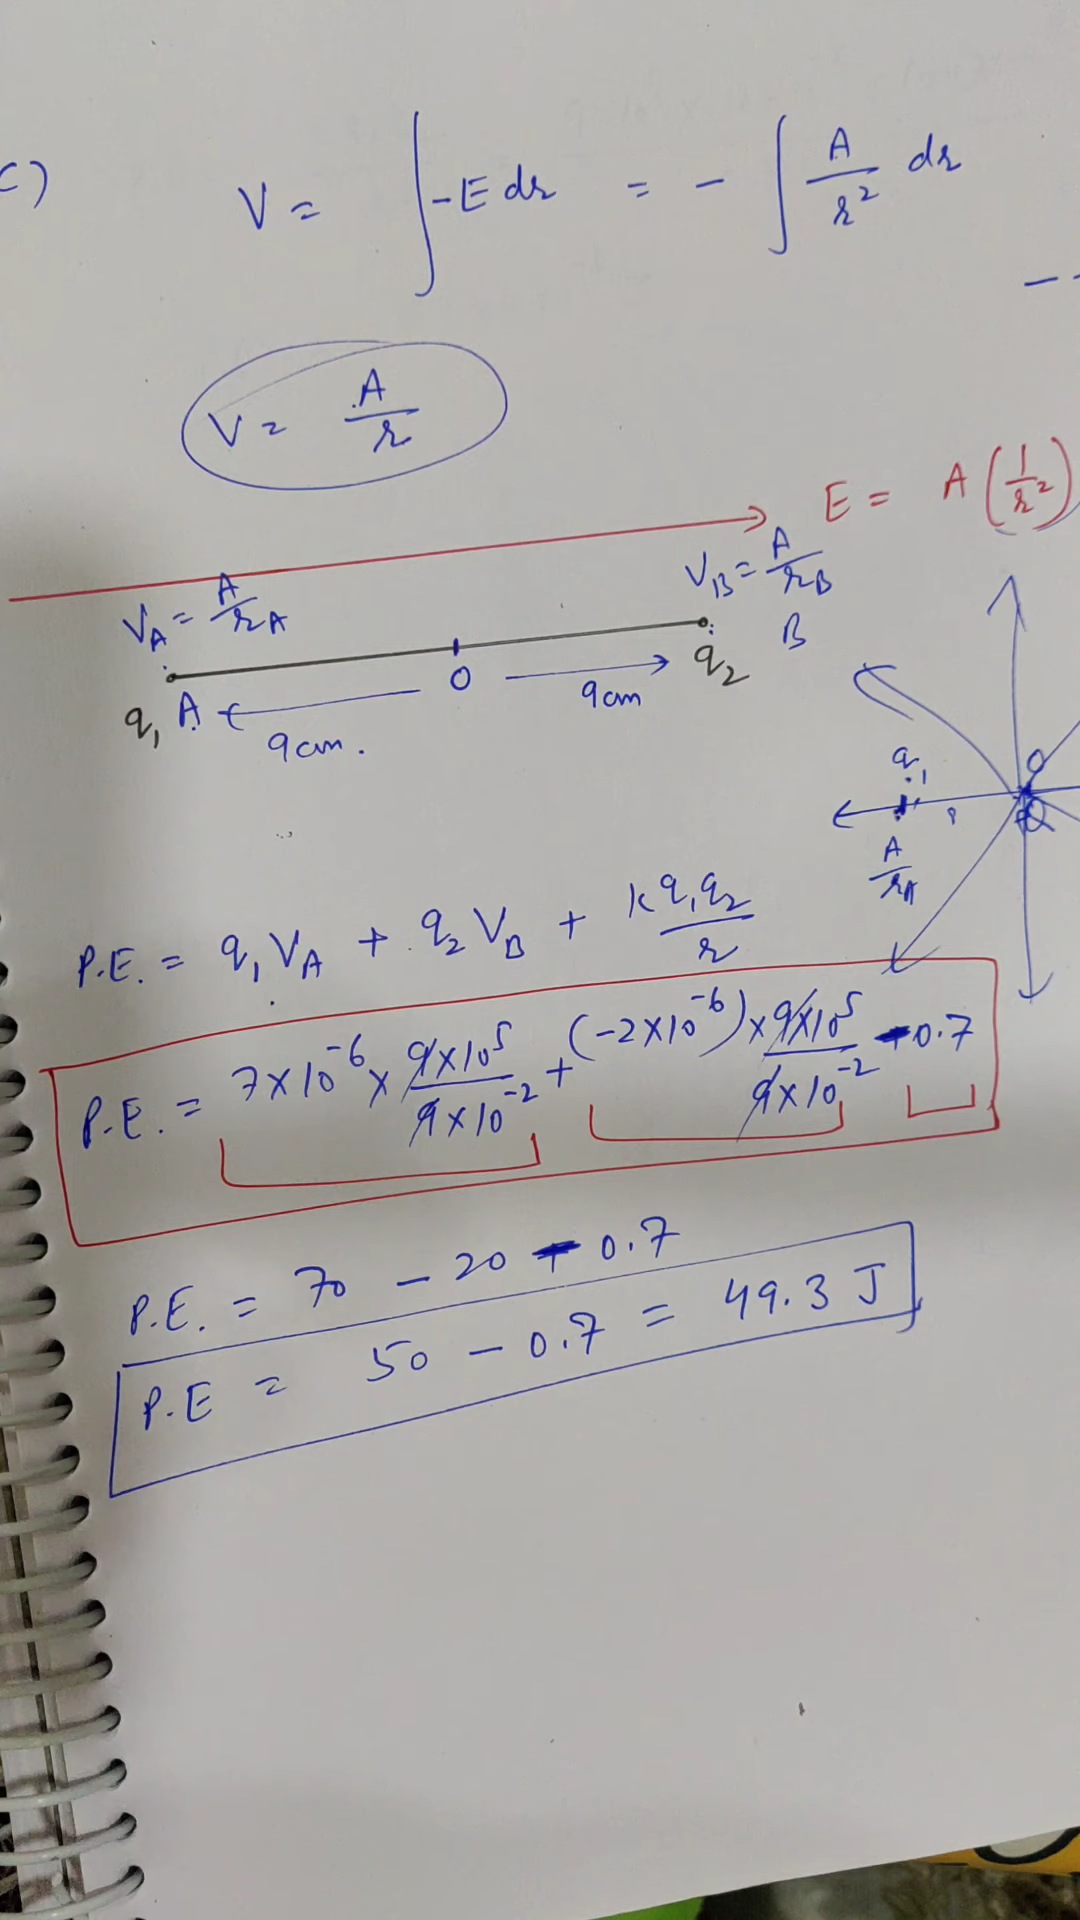 c)
V = ∫ -E dr = - ∫ A/r² dr
V = A/r
E = A (1/r²)
V_A = A/r_A
V_B = A/r_B
q₁ A O q₂ B
9cm. 9cm
q₁ O
A/r_A
P.E. = q₁V_A + q₂V_B + kq₁q₂/r
P.E. = 7×10⁻⁶ × 9×10⁵/9×10⁻² + (-2×10⁻⁶) × 9×10⁵/9×10⁻² - 0.7
P.E. = 70 - 20 - 0.7
P.E = 50 - 0.7 = 49.3 J